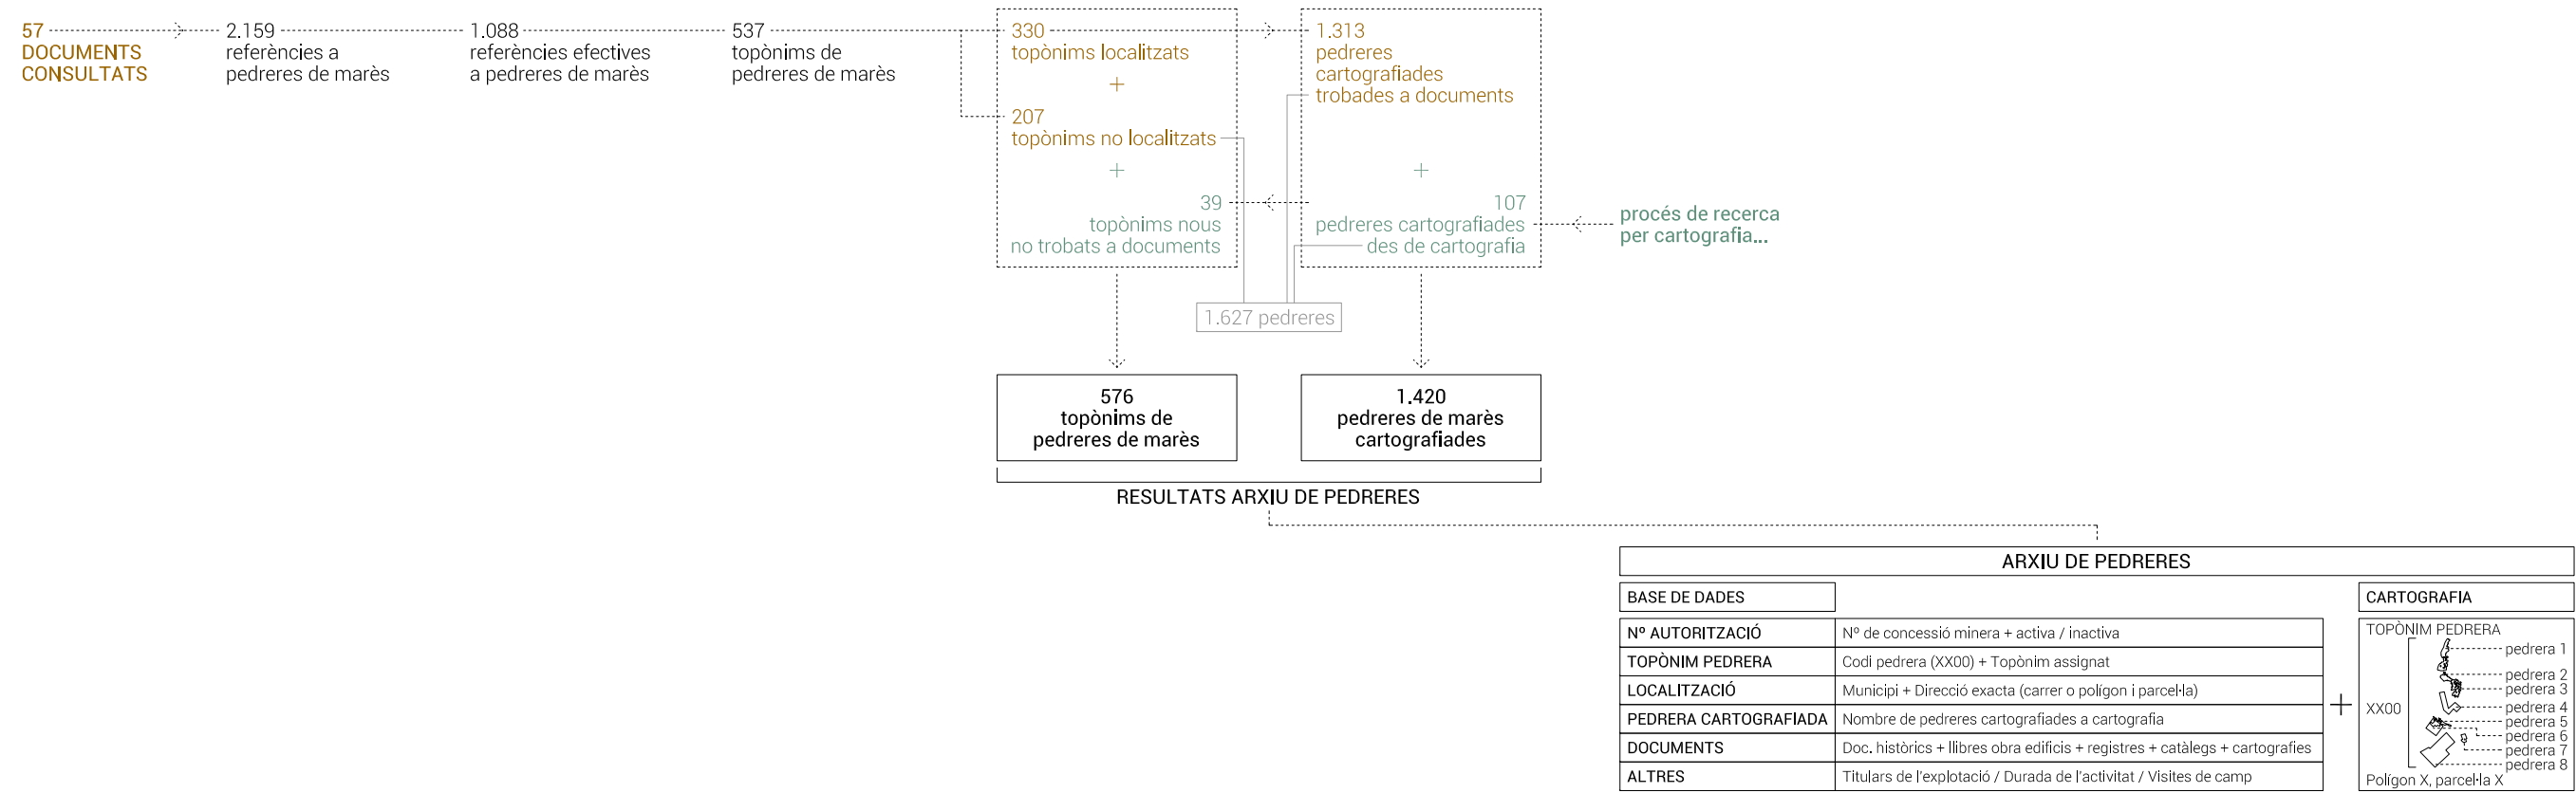 57
DOCUMENTS
CONSULTATS
2.159
referències a
pedreres de marès
1.088
referències efectives
a pedreres de marès
537
topònims de
pedreres de marès
330
topònims localitzats
+
207
topònims no localitzats
+
39
topònims nous
no trobats a documents
1.313
pedreres
cartografiades
trobades a documents
+
107
pedreres cartografiades
des de cartografia
procés de recerca
per cartografia...
1.627 pedreres
576
topònims de
pedreres de marès
1.420
pedreres de marès
cartografiades
RESULTATS ARXIU DE PEDRERES
ARXIU DE PEDRERES
BASE DE DADES
Nº AUTORITZACIÓ Nº de concessió minera + activa / inactiva
TOPÒNIM PEDRERA Codi pedrera (XX00) + Topònim assignat
LOCALITZACIÓ Municipi + Direcció exacta (carrer o polígon i parcel·la)
PEDRERA CARTOGRAFIADA Nombre de pedreres cartografiades a cartografia
DOCUMENTS Doc. històrics + llibres obra edificis + registres + catàlegs + cartografies
ALTRES Titulars de l'explotació / Durada de l'activitat / Visites de camp
+
CARTOGRAFIA
TOPÒNIM PEDRERA
pedrera 1
pedrera 2
pedrera 3
XX00
pedrera 4
pedrera 5
pedrera 6
pedrera 7
pedrera 8
Polígon X, parcel·la X